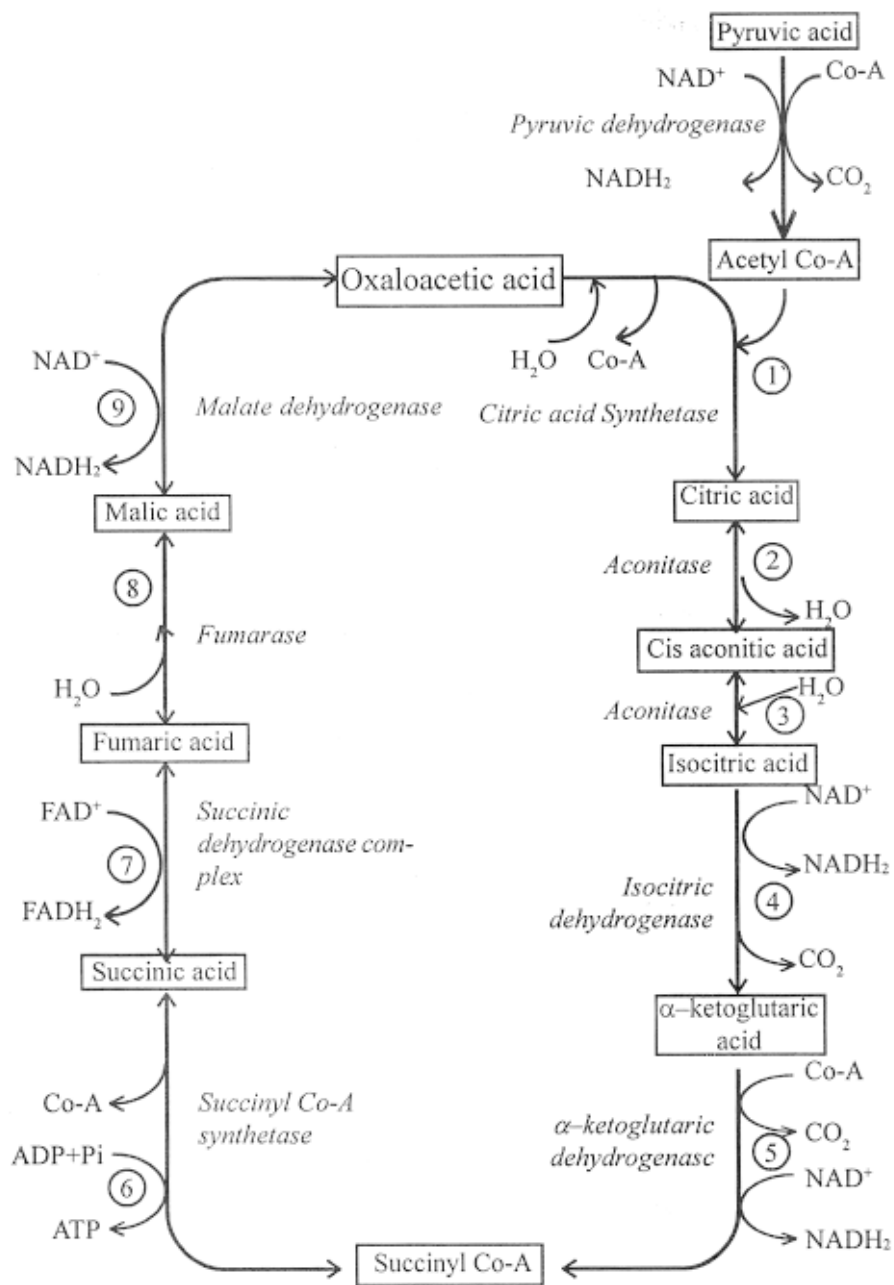 Pyruvic acid
NAD⁺
Co-A
Pyruvic dehydrogenase
NADH₂
CO₂
Acetyl Co-A
Oxaloacetic acid
H₂O
Co-A
1
Citric acid Synthetase
NAD⁺
9
Malate dehydrogenase
NADH₂
Malic acid
Citric acid
Aconitase
2
H₂O
8
Fumarase
H₂O
Cis aconitic acid
Aconitase
H₂O
3
Fumaric acid
Isocitric acid
FAD⁺
Succinic
dehydrogenase com-
plex
7
FADH₂
NAD⁺
NADH₂
Isocitric
dehydrogenase
4
CO₂
Succinic acid
α–ketoglutaric
acid
Co-A
Succinyl Co-A
synthetase
ADP+Pi
6
ATP
Co-A
CO₂
α–ketoglutaric
dehydrogenasc
5
NAD⁺
NADH₂
Succinyl Co-A